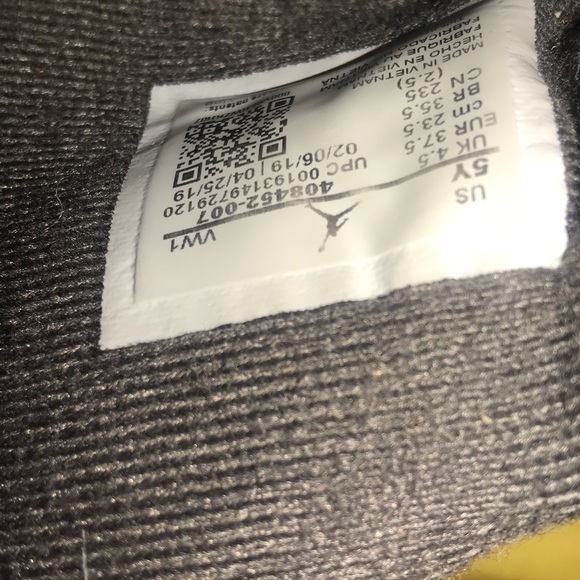 US
5Y
UK 4.5
EUR 37.5
cm 23.5
BR 35.5
CN 235
(2.5)
MADE IN VIETNAM
HECHO EN VIETNAM
FABRIQUE AU VIETNAM
VW1
408452-007
UPC 00193149729120
02/06/19 | 04/25/19
patents: